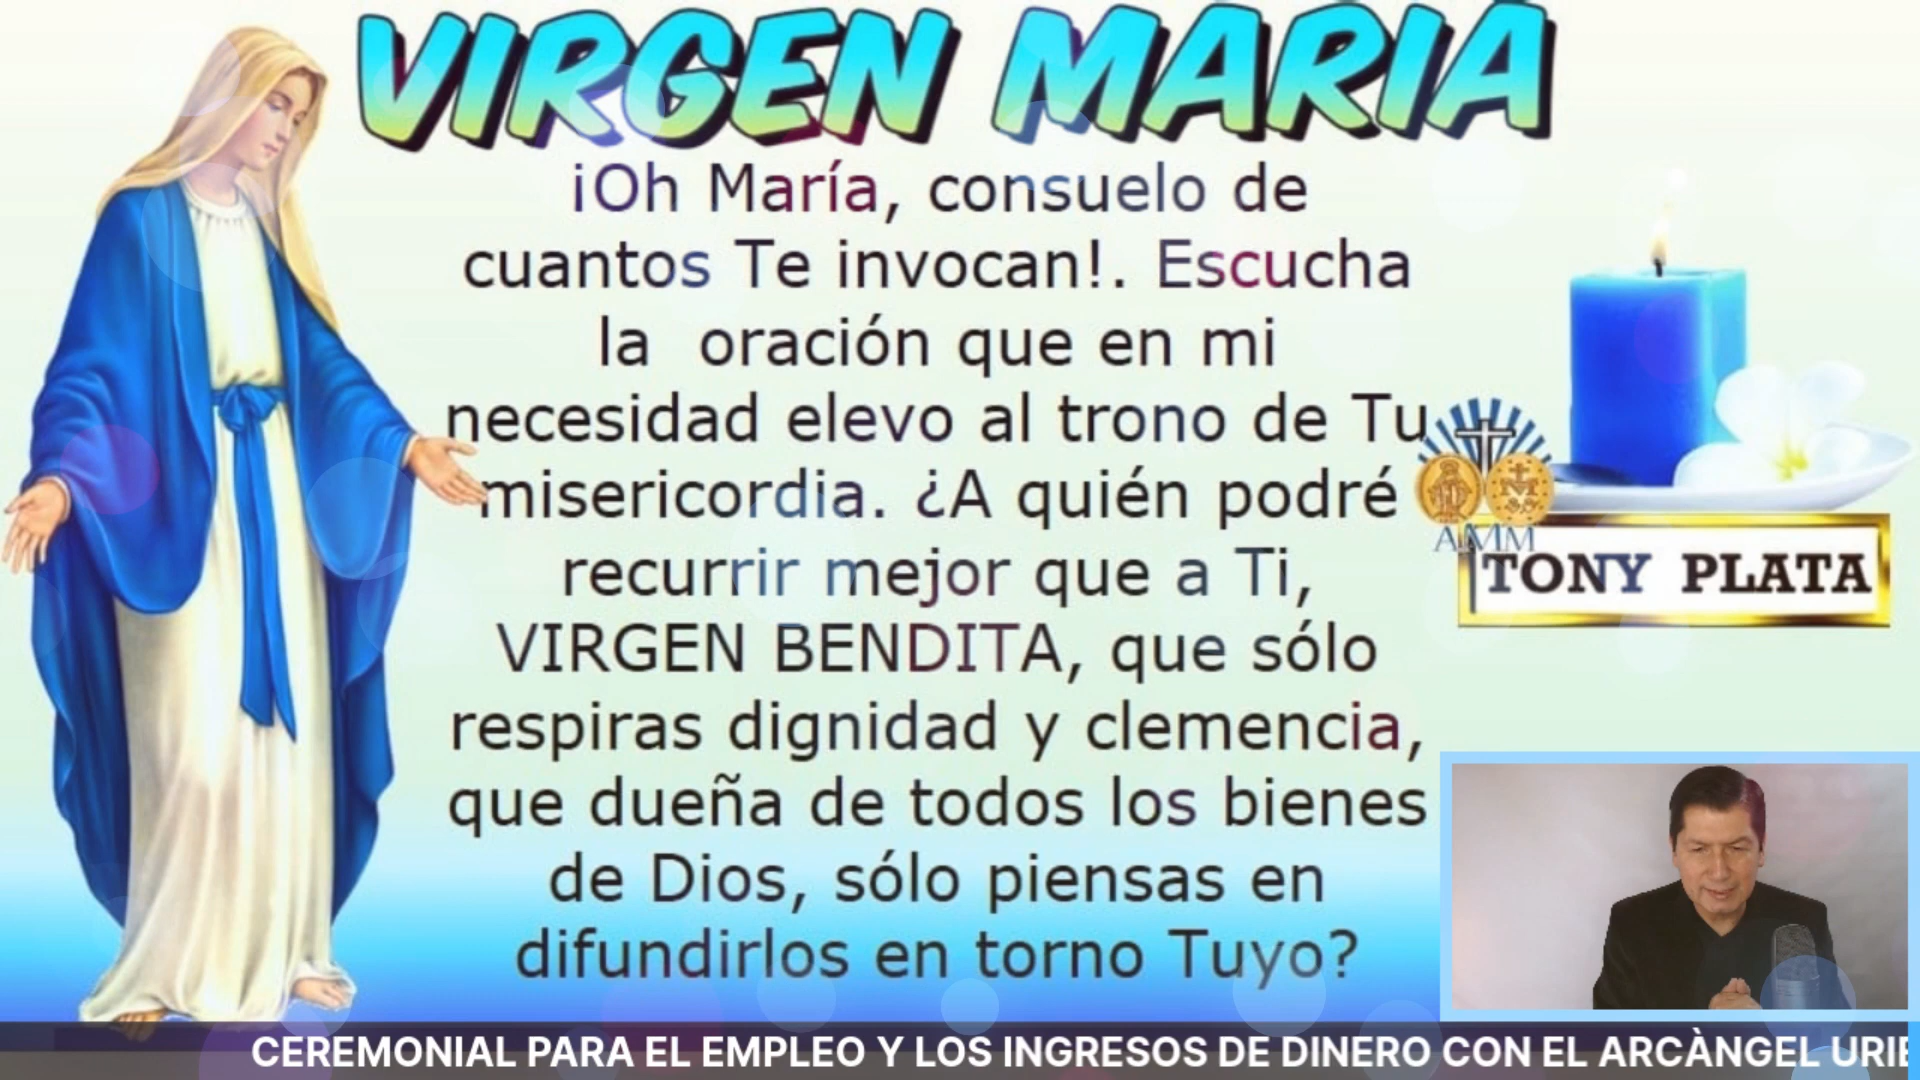 VIRGEN MARIA
¡Oh María, consuelo de
cuantos Te invocan!. Escucha
la oración que en mi
necesidad elevo al trono de Tu
misericordia. ¿A quién podré
recurrir mejor que a Ti,
VIRGEN BENDITA, que sólo
respiras dignidad y clemencia,
que dueña de todos los bienes
de Dios, sólo piensas en
difundirlos en torno Tuyo?
AMM
TONY PLATA
CEREMONIAL PARA EL EMPLEO Y LOS INGRESOS DE DINERO CON EL ARCÀNGEL URIE